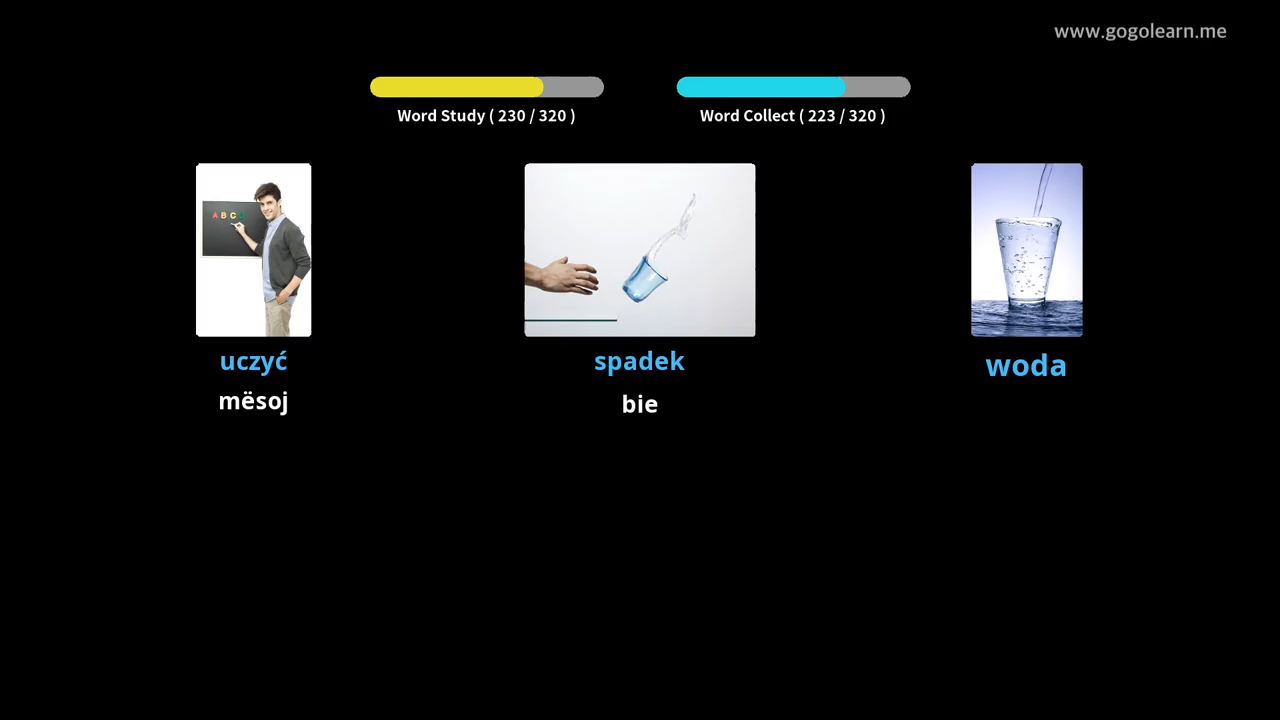 www.gogolearn.me
Word Study ( 230 / 320 )
Word Collect ( 223 / 320 )
A B C D
uczyć
mësoj
spadek
bie
woda